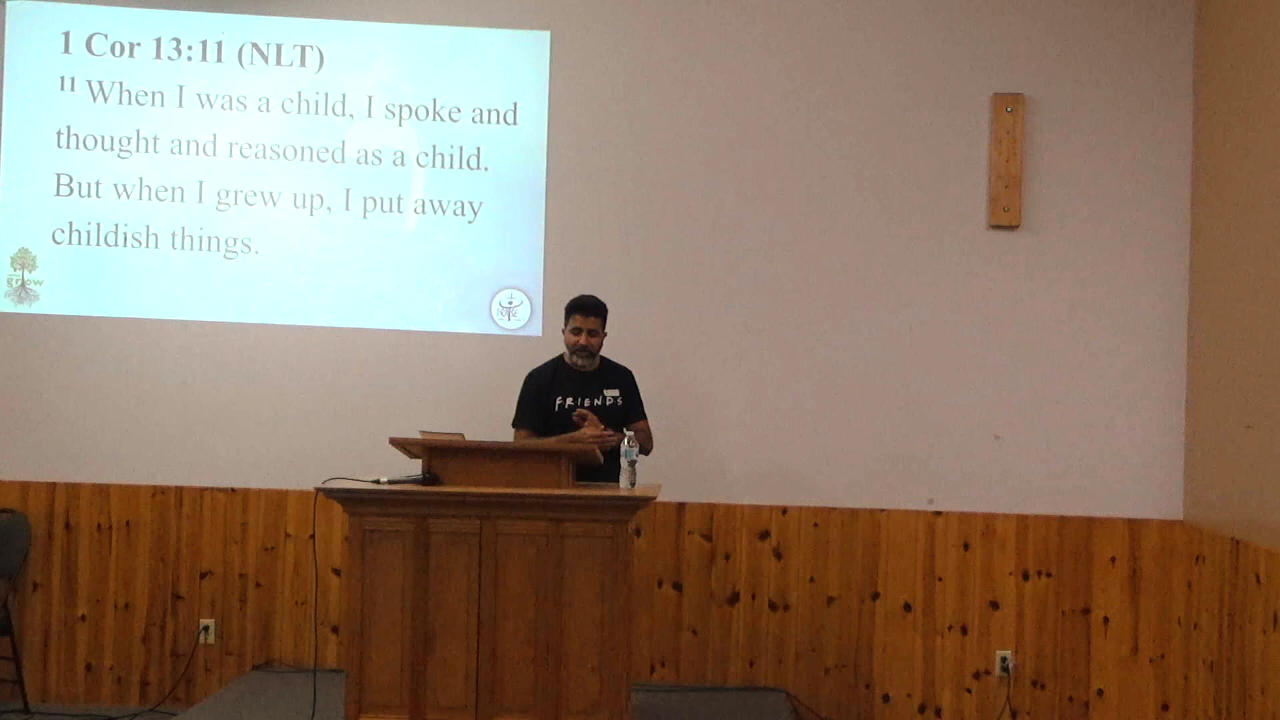 1 Cor 13:11 (NLT)
11 When I was a child, I spoke and
thought and reasoned as a child.
But when I grew up, I put away
childish things.
grow
FRIENDS